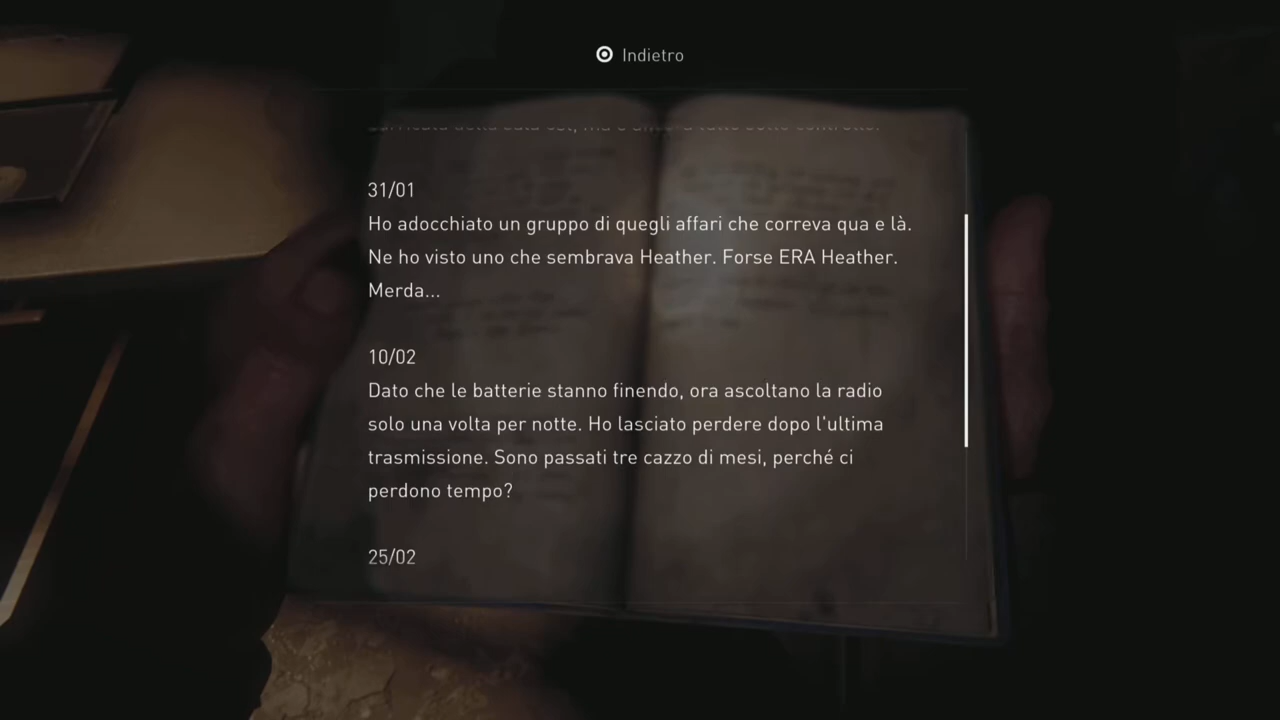 Indietro
31/01
Ho adocchiato un gruppo di quegli affari che correva qua e là.
Ne ho visto uno che sembrava Heather. Forse ERA Heather.
Merda...
10/02
Dato che le batterie stanno finendo, ora ascoltano la radio
solo una volta per notte. Ho lasciato perdere dopo l'ultima
trasmissione. Sono passati tre cazzo di mesi, perché ci
perdono tempo?
25/02